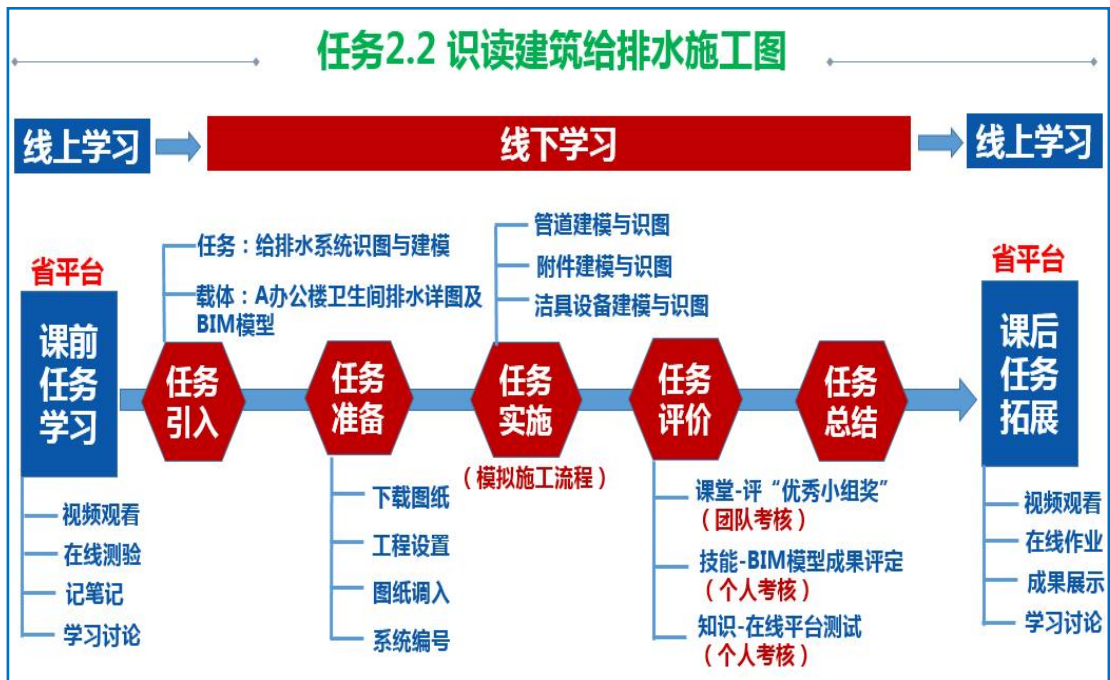 任务2.2 识读建筑给排水施工图
线上学习
线下学习
线上学习
省平台
课前
任务
学习
视频观看
在线测验
记笔记
学习讨论
任务：给排水系统识图与建模
载体：A办公楼卫生间排水详图及
BIM模型
任务
引入
任务
准备
下载图纸
工程设置
图纸调入
系统编号
管道建模与识图
附件建模与识图
洁具设备建模与识图
任务
实施
（模拟施工流程）
任务
评价
课堂-评“优秀小组奖”
（团队考核）
技能-BIM模型成果评定
（个人考核）
知识-在线平台测试
（个人考核）
任务
总结
省平台
课后
任务
拓展
视频观看
在线作业
成果展示
学习讨论